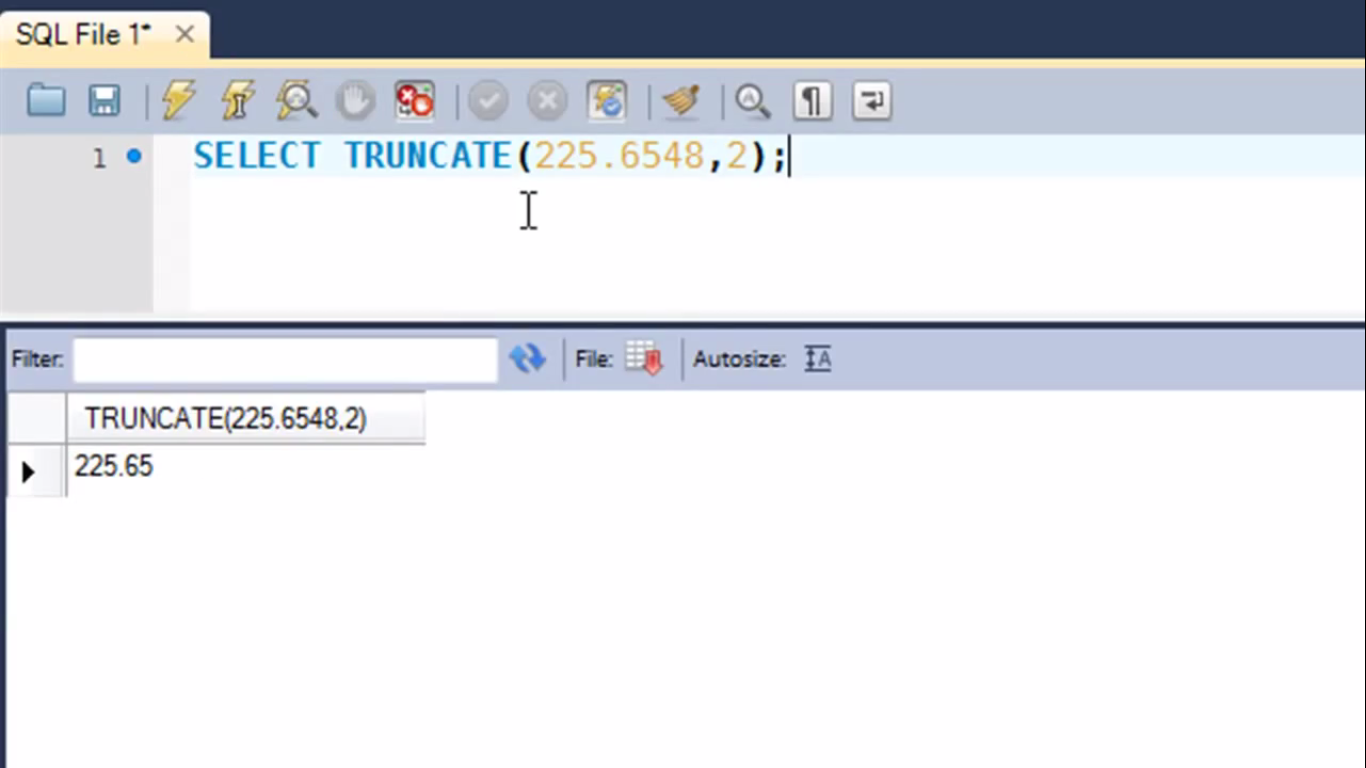 SQL File 1*
1 SELECT TRUNCATE(225.6548,2);
Filter: File: Autosize:
TRUNCATE(225.6548,2)
225.65